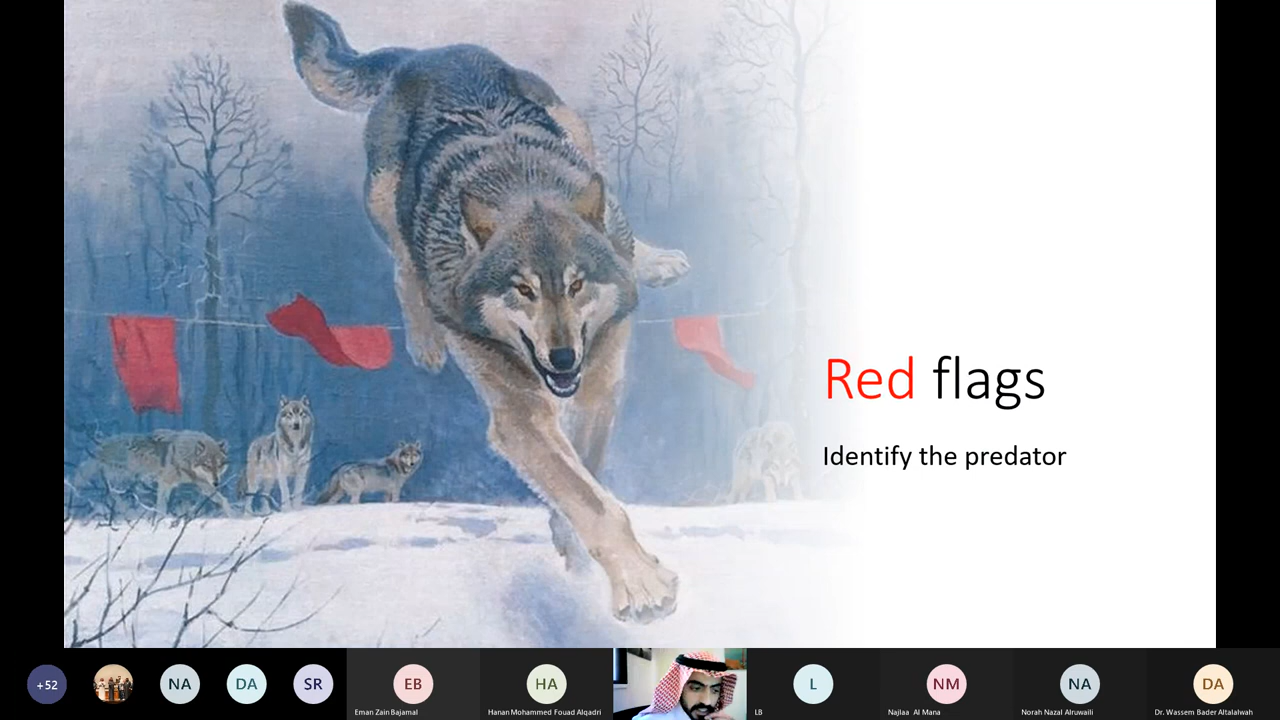 Red flags
Identify the predator
+52
NA
DA
SR
EB
Eman Zain Bajamal
HA
Hanan Mohammed Fouad Alqadri
L
LB
NM
Najlaa Al Mana
NA
Norah Nazal Alruwaili
DA
Dr. Wassem Bader Altalalwah